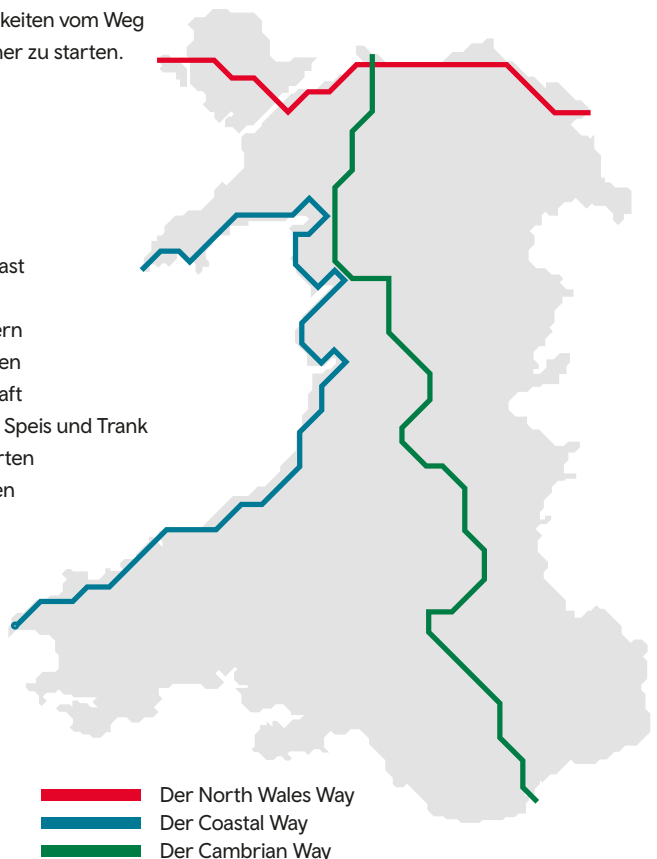 keiten vom Weg
ner zu starten.
ast
ern
en
aft
Speis und Trank
rten
en
Der North Wales Way
Der Coastal Way
Der Cambrian Way